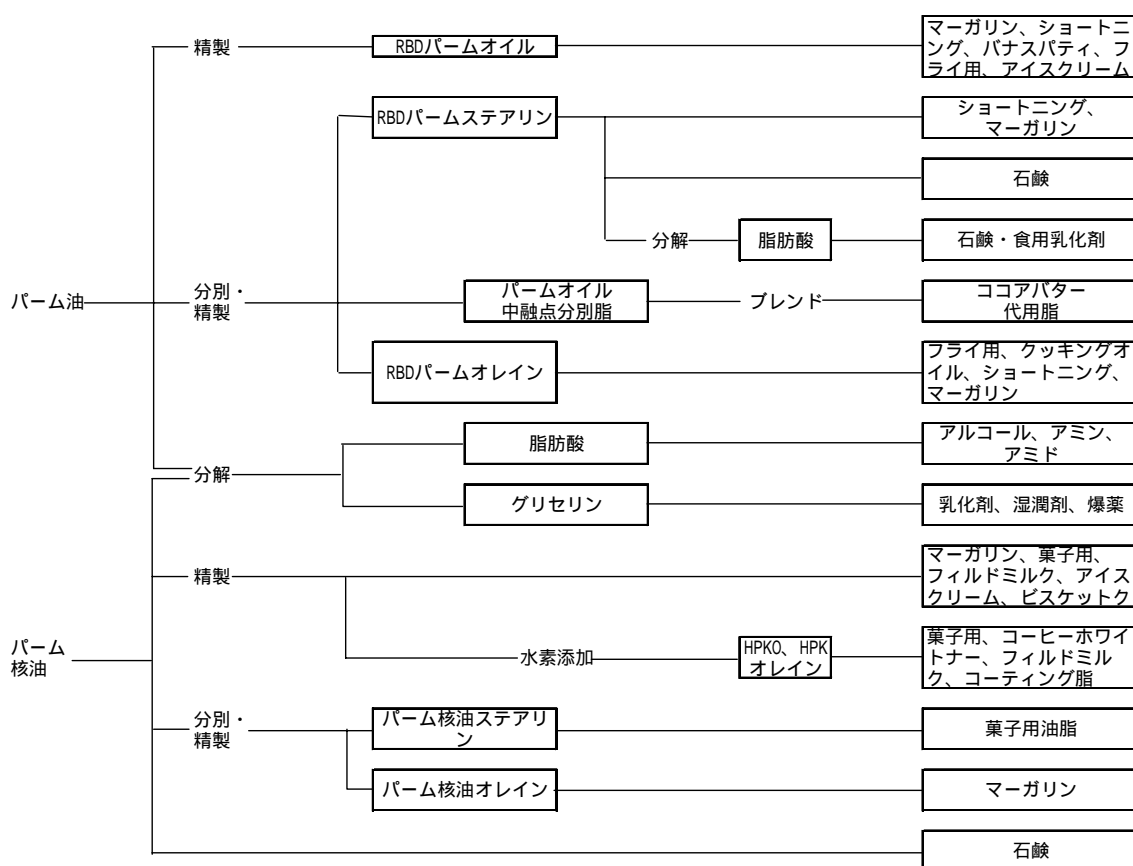 マーガリン、ショートニ
ング、バナスパティ、フ
ライ用、アイスクリーム
精製
RBDパームオイル
RBDパームステアリン
ショートニング、
マーガリン
石鹸
分解
脂肪酸
石鹸・食用乳化剤
パーム油
分別・
精製
パームオイル
中融点分別脂
ブレンド
ココアバター
代用脂
RBDパームオレイン
フライ用、クッキングオ
イル、ショートニング、
マーガリン
分解
脂肪酸
アルコール、アミン、
アミド
グリセリン
乳化剤、湿潤剤、爆薬
精製
マーガリン、菓子用、
フィルドミルク、アイス
クリーム、ビスケットク
パーム
核油
水素添加
HPKO、HPK
オレイン
菓子用、コーヒーホワイ
トナー、フィルドミル
ク、コーティング脂
分別・
精製
パーム核油ステアリ
ン
菓子用油脂
パーム核油オレイン
マーガリン
石鹸